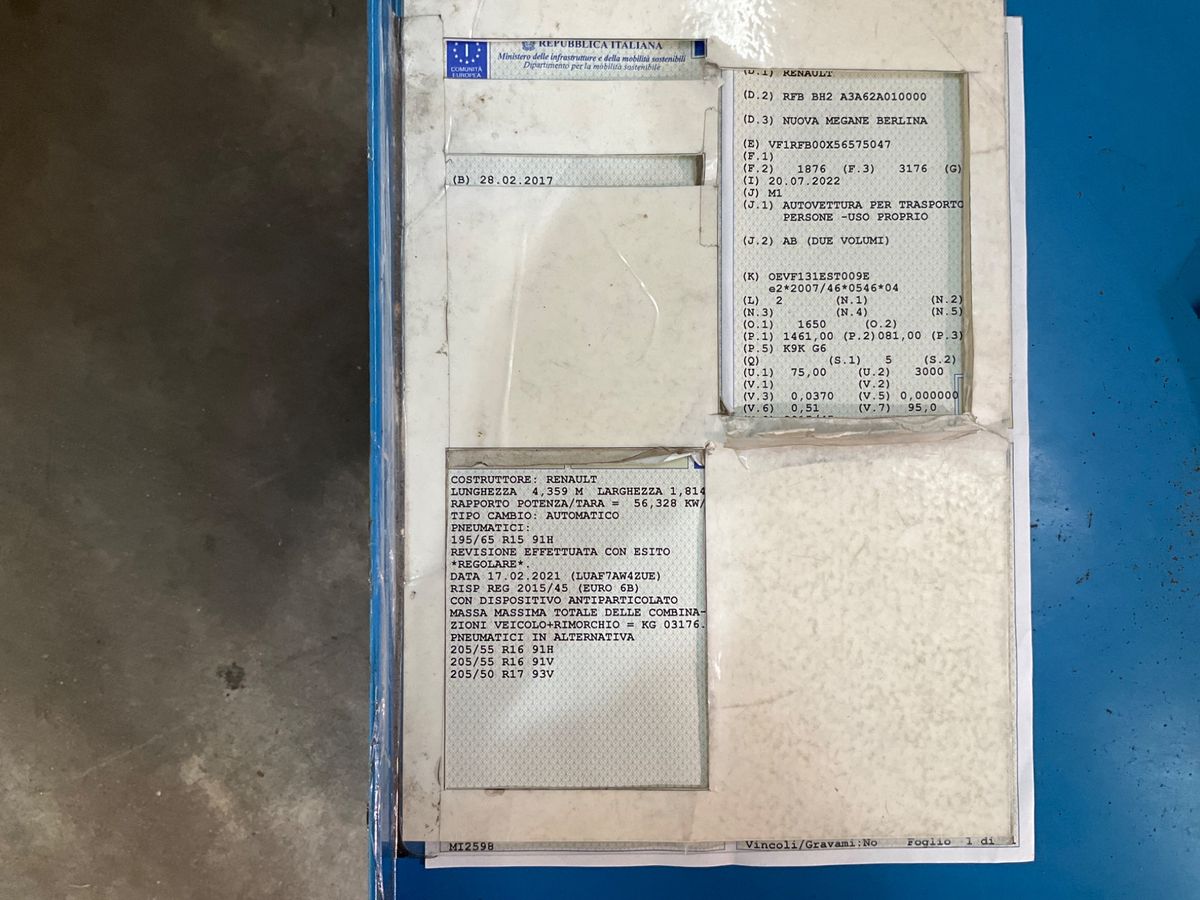 REPUBBLICA ITALIANA
Ministero delle infrastrutture e della mobilità sostenibili
Dipartimento per la mobilità sostenibile
COMUNITÀ
EUROPEA
(B) 28.02.2017
(D.1) RENAULT
(D.2) RFB BH2 A3A62A010000
(D.3) NUOVA MEGANE BERLINA
(E) VF1RFB00X56575047
(F.1)
(F.2) 1876 (F.3) 3176 (G)
(I) 20.07.2022
(J) M1
(J.1) AUTOVETTURA PER TRASPORTO
PERSONE -USO PROPRIO
(J.2) AB (DUE VOLUMI)
(K) OEVF131EST009E
e2*2007/46*0546*04
(L) 2 (N.1) (N.2)
(N.3) (N.4) (N.5)
(O.1) 1650 (O.2)
(P.1) 1461,00 (P.2)081,00 (P.3)
(P.5) K9K G6
(Q) (S.1) 5 (S.2)
(U.1) 75,00 (U.2) 3000
(V.1) (V.2)
(V.3) 0,0370 (V.5) 0,000000
(V.6) 0,51 (V.7) 95,0
COSTRUTTORE: RENAULT
LUNGHEZZA 4,359 M LARGHEZZA 1,814
RAPPORTO POTENZA/TARA = 56,328 KW/
TIPO CAMBIO: AUTOMATICO
PNEUMATICI:
195/65 R15 91H
REVISIONE EFFETTUATA CON ESITO
*REGOLARE*.
DATA 17.02.2021 (LUAF7AW4ZUE)
RISP REG 2015/45 (EURO 6B)
CON DISPOSITIVO ANTIPARTICOLATO
MASSA MASSIMA TOTALE DELLE COMBINA-
ZIONI VEICOLO+RIMORCHIO = KG 03176.
PNEUMATICI IN ALTERNATIVA
205/55 R16 91H
205/55 R16 91V
205/50 R17 93V
MI2598
Vincoli/Gravami:No Foglio 1 di 1